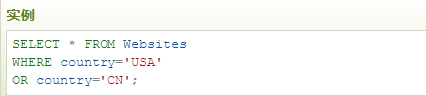 实例
SELECT * FROM Websites
WHERE country='USA'
OR country='CN';